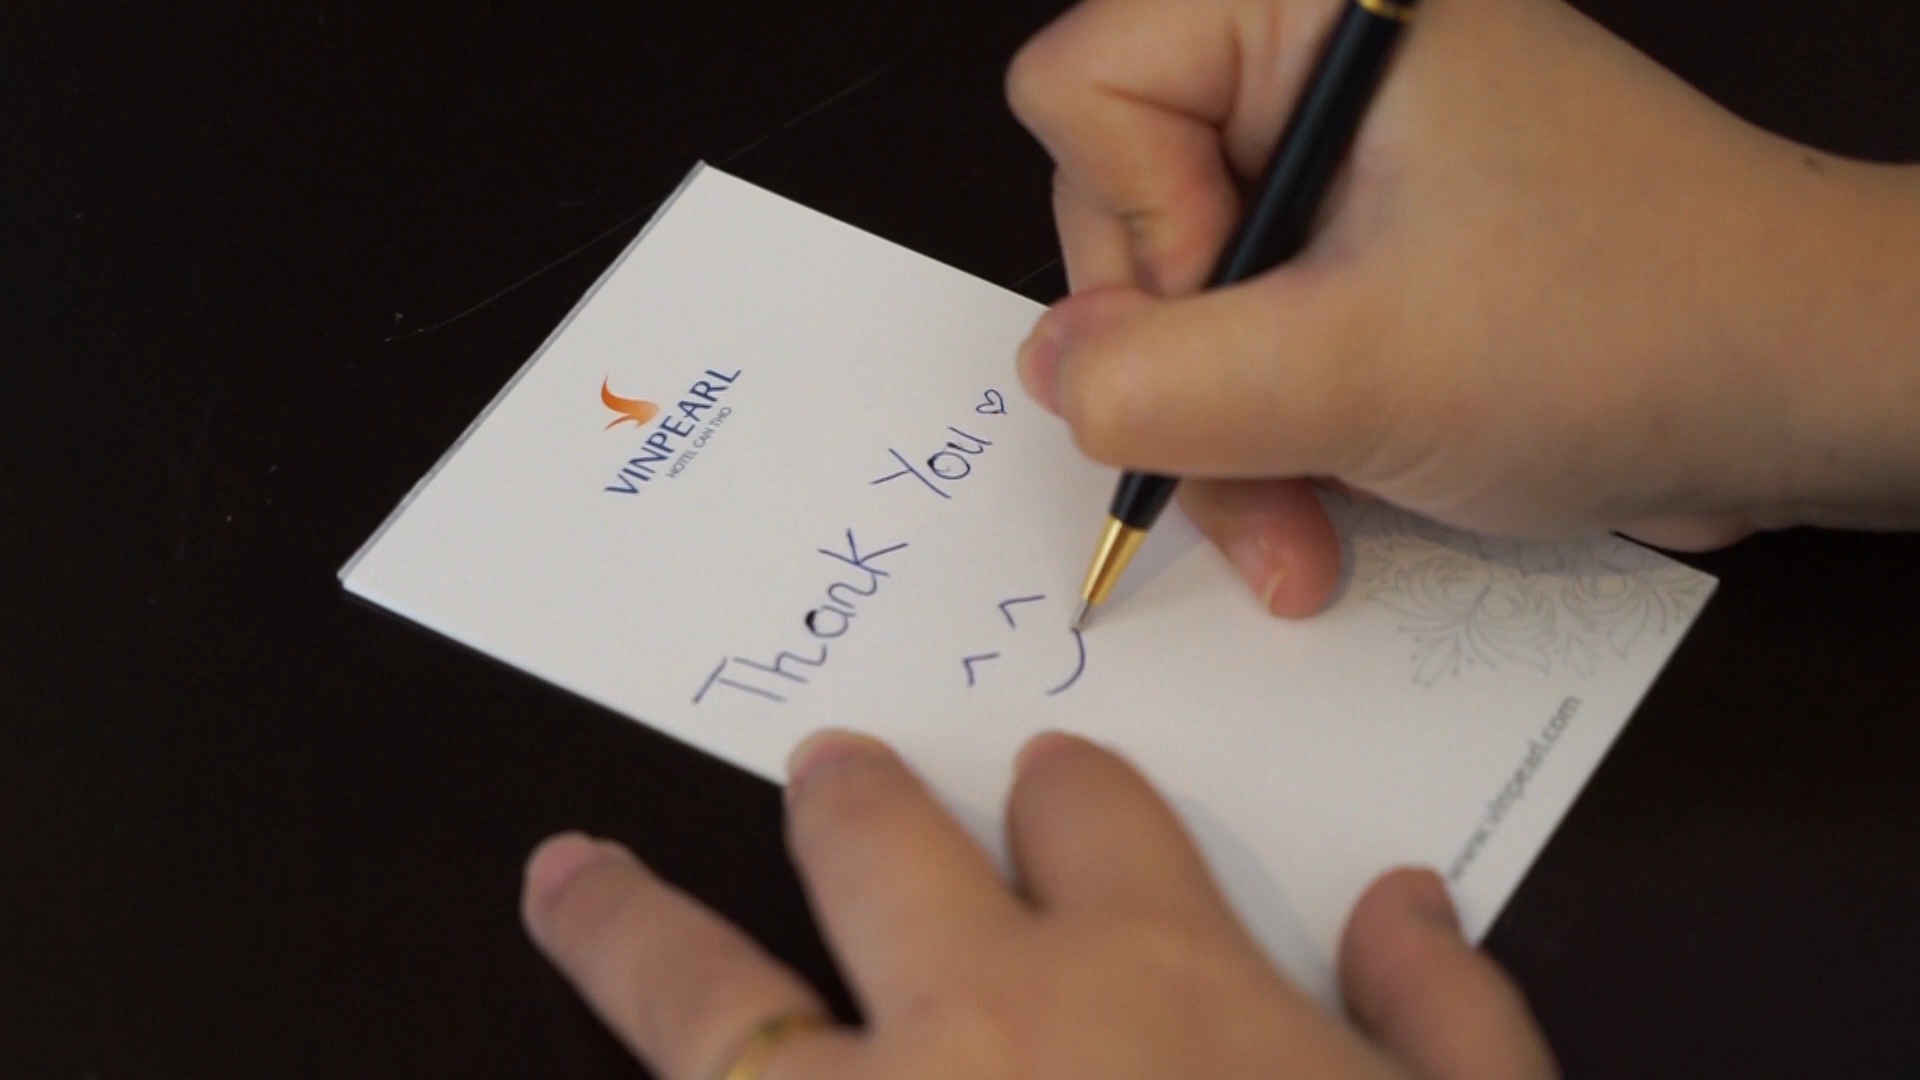 VINPEARL
HOTEL CAN THO
Thank You ♡
^ ^
www.vinpearl.com